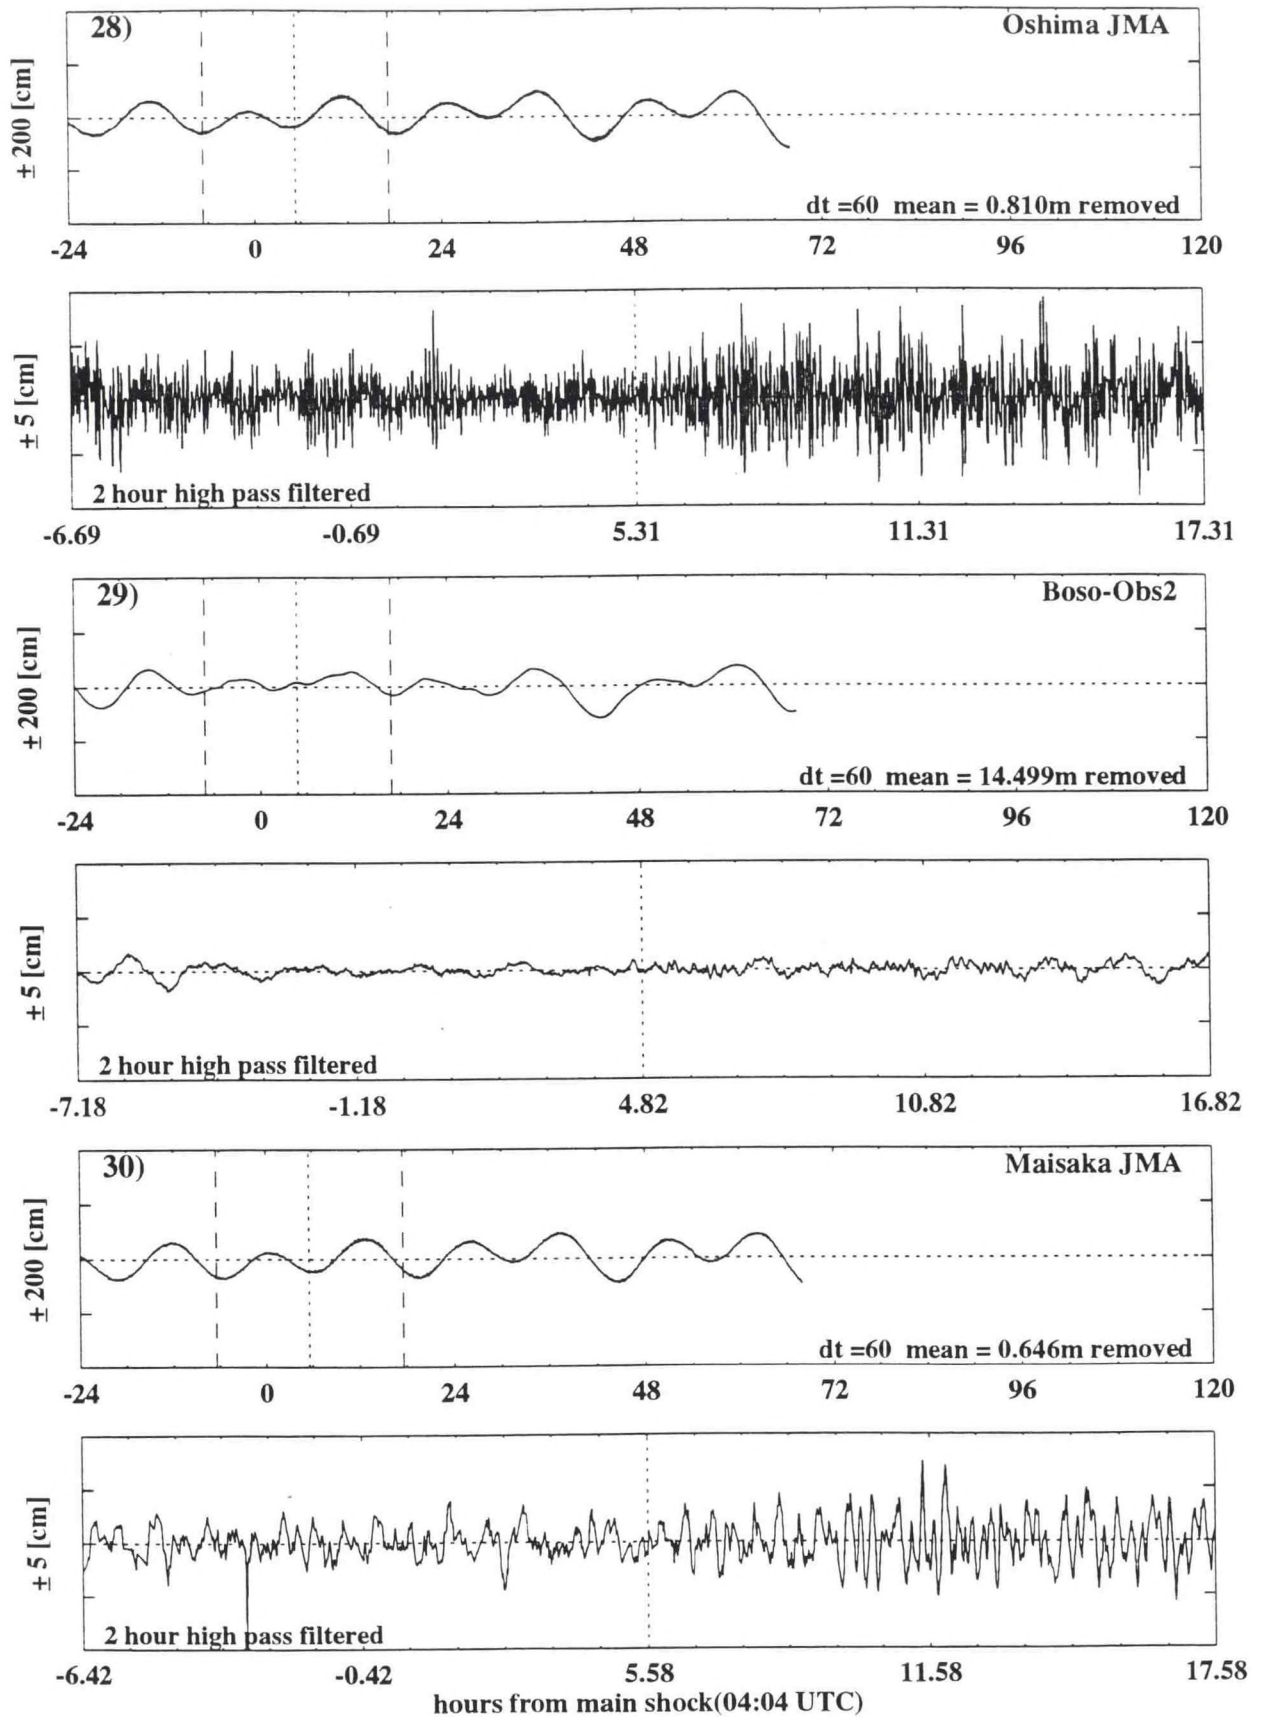 28) Oshima JMA
± 200 [cm]
dt =60 mean = 0.810m removed
-24 0 24 48 72 96 120
± 5 [cm]
2 hour high pass filtered
-6.69 -0.69 5.31 11.31 17.31
29) Boso-Obs2
± 200 [cm]
dt =60 mean = 14.499m removed
-24 0 24 48 72 96 120
± 5 [cm]
2 hour high pass filtered
-7.18 -1.18 4.82 10.82 16.82
30) Maisaka JMA
± 200 [cm]
dt =60 mean = 0.646m removed
-24 0 24 48 72 96 120
± 5 [cm]
2 hour high pass filtered
-6.42 -0.42 5.58 11.58 17.58
hours from main shock(04:04 UTC)